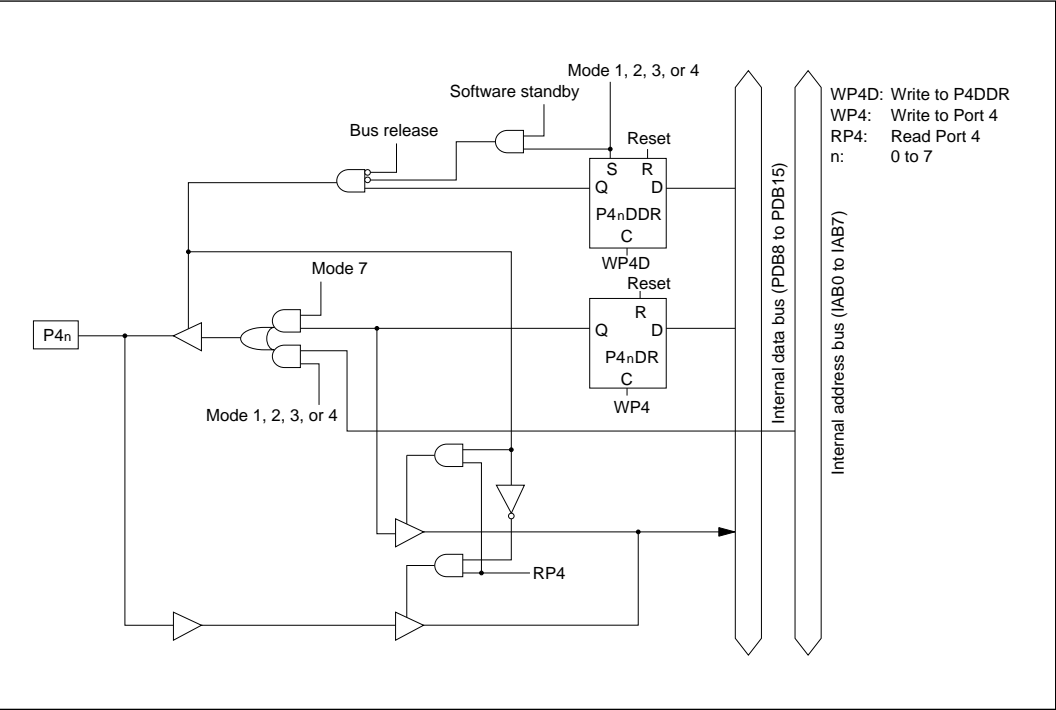 Mode 1, 2, 3, or 4
Software standby
Bus release
Reset
S R
Q D
P4nDDR
C
WP4D
Reset
R
Q D
P4nDR
C
WP4
Mode 7
P4n
Mode 1, 2, 3, or 4
RP4
Internal data bus (PDB8 to PDB15)
Internal address bus (IAB0 to IAB7)
WP4D: Write to P4DDR
WP4: Write to Port 4
RP4: Read Port 4
n: 0 to 7